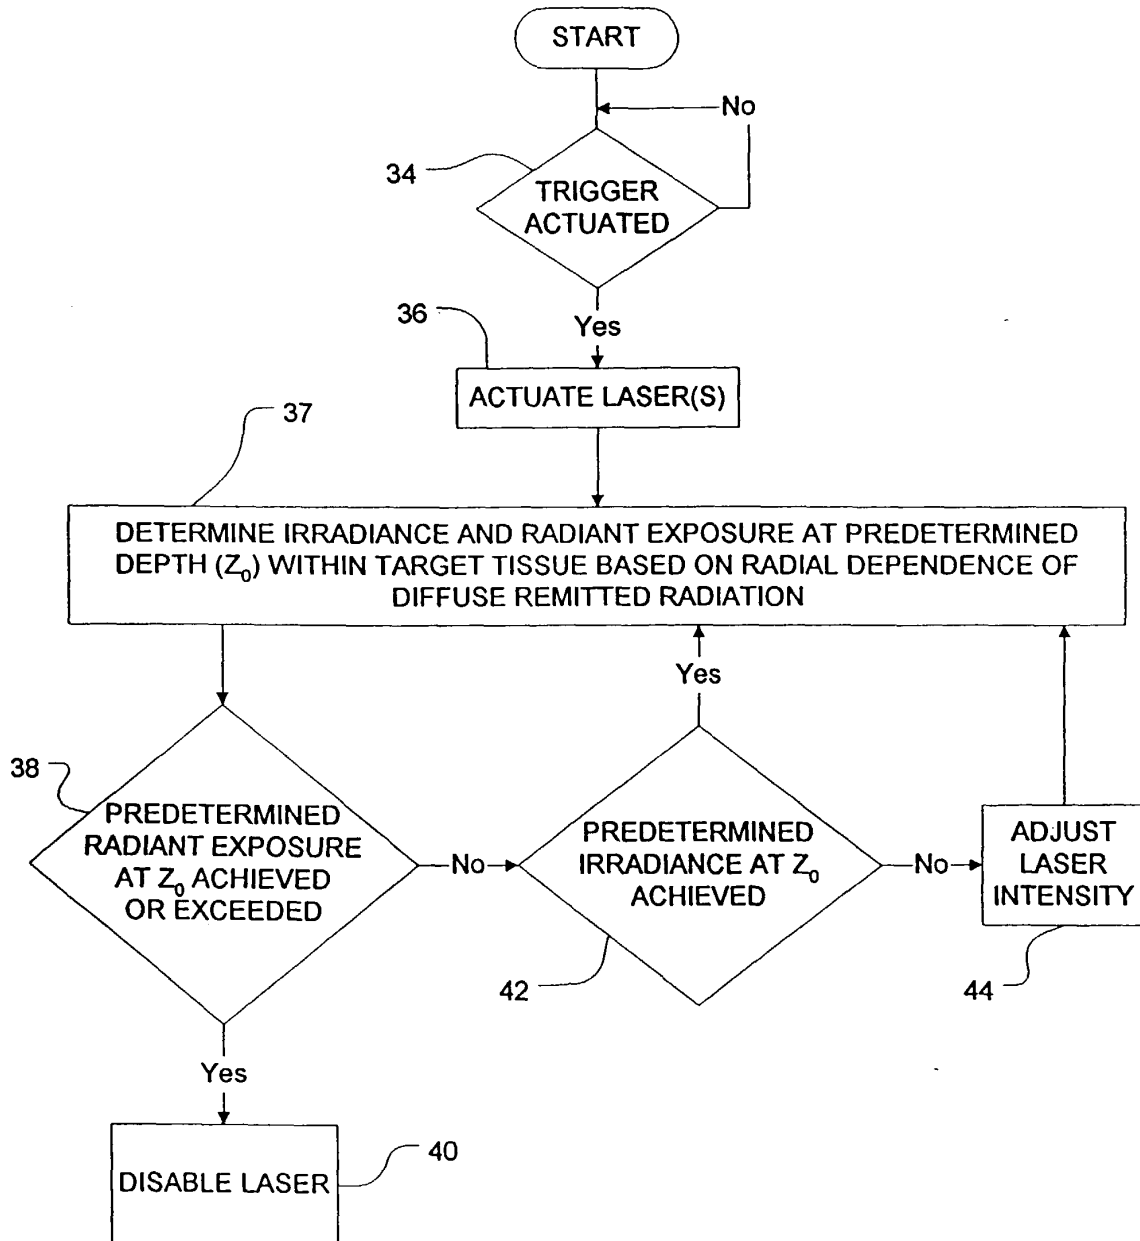 START
No
34
TRIGGER
ACTUATED
36
Yes
ACTUATE LASER(S)
37
DETERMINE IRRADIANCE AND RADIANT EXPOSURE AT PREDETERMINED
DEPTH (Z₀) WITHIN TARGET TISSUE BASED ON RADIAL DEPENDENCE OF
DIFFUSE REMITTED RADIATION
Yes
38
PREDETERMINED
RADIANT EXPOSURE
AT Z₀ ACHIEVED
OR EXCEEDED
No
PREDETERMINED
IRRADIANCE AT Z₀
ACHIEVED
No
ADJUST
LASER
INTENSITY
42
44
Yes
DISABLE LASER
40